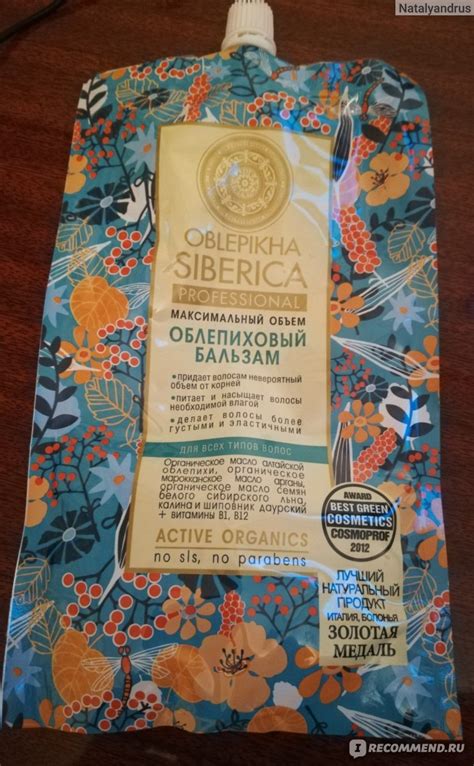 Natalyandrus
OBLEPIKHA
SIBERICA
PROFESSIONAL
МАКСИМАЛЬНЫЙ ОБЪЕМ
ОБЛЕПИХОВЫЙ
БАЛЬЗАМ
•придает волосам невероятный
объем от корней
•питает и насыщает волосы
необходимой влагой
•делает волосы более
густыми и эластичными
ДЛЯ ВСЕХ ТИПОВ ВОЛОС
Органическое масло алтайской
облепихи, органическое
марокканское масло арганы,
органическое масло семян
белого сибирского льна,
калина и шиповник даурский
+ витамины B1, B12
ACTIVE ORGANICS
no sls, no parabens
AWARD
BEST GREEN
COSMETICS
COSMOPROF
2012
ЛУЧШИЙ
НАТУРАЛЬНЫЙ
ПРОДУКТ
ИТАЛИЯ, БОЛОНЬЯ
ЗОЛОТАЯ
МЕДАЛЬ
I RECOMMEND.RU